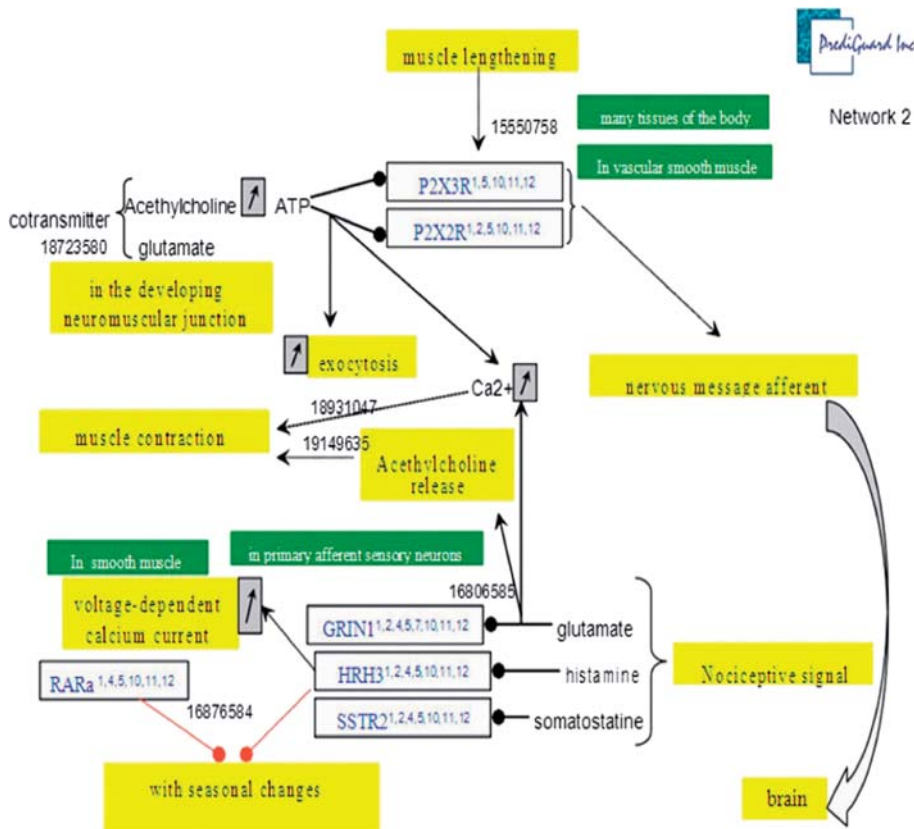 PrediGuard Inc
Network 2
muscle lengthening
15550758
many tissues of the body
In vascular smooth muscle
P2X3R1,5,10,11,12
P2X2R1,2,5,10,11,12
cotransmitter
18723580
Acethylcholine
glutamate
ATP
in the developing
neuromuscular junction
exocytosis
Ca2+
nervous message afferent
18931047
muscle contraction
19149635
Acethylcholine
release
In smooth muscle
in primary afferent sensory neurons
voltage-dependent
calcium current
16806585
GRIN11,2,4,5,7,10,11,12
glutamate
RARa 1,4,5,10,11,12
HRH31,2,4,5,10,11,12
histamine
Nociceptive signal
16876584
SSTR21,2,4,5,10,11,12
somatostatine
with seasonal changes
brain